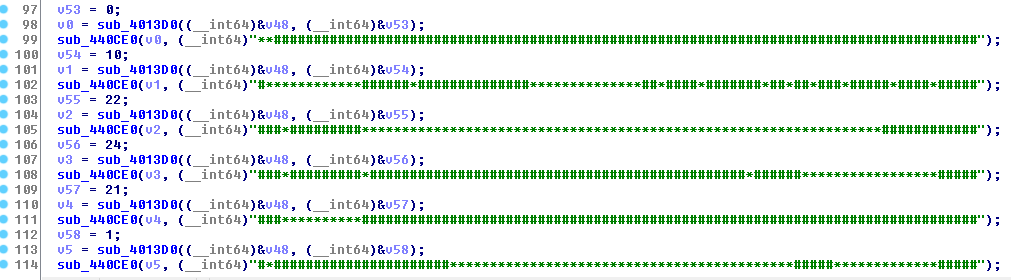 97 v53 = 0;
98 v0 = sub_4013D0((__int64)&v48, (__int64)&v53);
99 sub_440CE0(v0, (__int64)"**########################################################################################");
100 v54 = 10;
101 v1 = sub_4013D0((__int64)&v48, (__int64)&v54);
102 sub_440CE0(v1, (__int64)"#************######*##############**************##*##*#########*##*##*###*#####*####*#####");
103 v55 = 22;
104 v2 = sub_4013D0((__int64)&v48, (__int64)&v55);
105 sub_440CE0(v2, (__int64)"###*#########*****************************************************************############");
106 v56 = 24;
107 v3 = sub_4013D0((__int64)&v48, (__int64)&v56);
108 sub_440CE0(v3, (__int64)"###*#########*###############################################*######*****************#####");
109 v57 = 21;
110 v4 = sub_4013D0((__int64)&v48, (__int64)&v57);
111 sub_440CE0(v4, (__int64)"###**********#############################################################################");
112 v58 = 1;
113 v5 = sub_4013D0((__int64)&v48, (__int64)&v58);
114 sub_440CE0(v5, (__int64)"#*######################*******************************************#####*************#####");